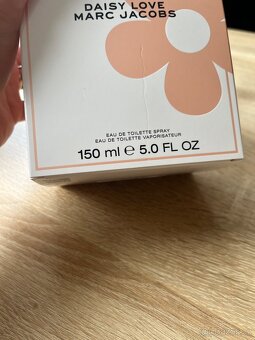 DAISY LOVE
MARC JACOBS
EAU DE TOILETTE SPRAY
EAU DE TOILETTE VAPORISATEUR
150 ml ℮ 5.0 FL OZ